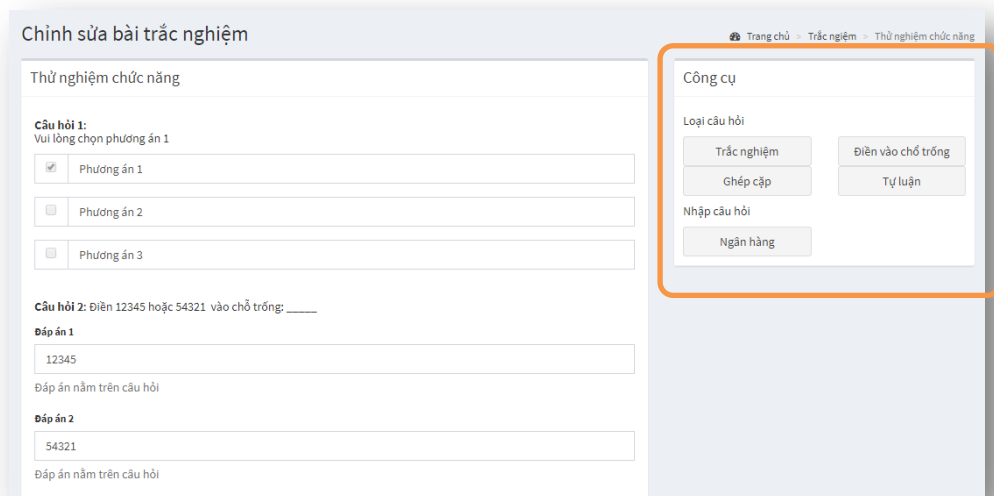 Chỉnh sửa bài trắc nghiệm
Trang chủ > Trắc ngiệm > Thử nghiệm chức năng
Thử nghiệm chức năng
Câu hỏi 1:
Vui lòng chọn phương án 1
Phương án 1
Phương án 2
Phương án 3
Câu hỏi 2: Điền 12345 hoặc 54321 vào chỗ trống: _____
Đáp án 1
12345
Đáp án nằm trên câu hỏi
Đáp án 2
54321
Đáp án nằm trên câu hỏi
Công cụ
Loại câu hỏi
Trắc nghiệm
Điền vào chổ trống
Ghép cặp
Tự luận
Nhập câu hỏi
Ngân hàng